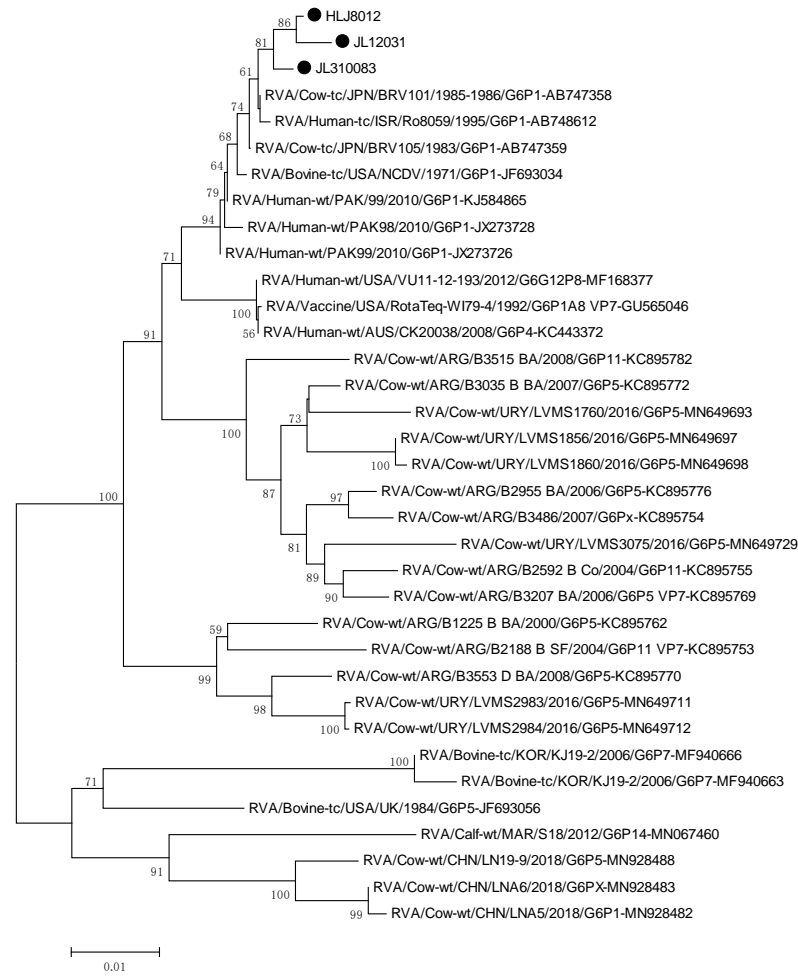 86
HLJ8012
81
JL12031
JL310083
61
RVA/Cow-tc/JPN/BRV101/1985-1986/G6P1-AB747358
74
RVA/Human-tc/ISR/Ro8059/1995/G6P1-AB748612
68
RVA/Cow-tc/JPN/BRV105/1983/G6P1-AB747359
64
RVA/Bovine-tc/USA/NCDV/1971/G6P1-JF693034
79
RVA/Human-wt/PAK/99/2010/G6P1-KJ584865
94
RVA/Human-wt/PAK98/2010/G6P1-JX273728
RVA/Human-wt/PAK99/2010/G6P1-JX273726
71
RVA/Human-wt/USA/VU11-12-193/2012/G6G12P8-MF168377
RVA/Vaccine/USA/RotaTeq-WI79-4/1992/G6P1A8 VP7-GU565046
100
56
RVA/Human-wt/AUS/CK20038/2008/G6P4-KC443372
91
RVA/Cow-wt/ARG/B3515 BA/2008/G6P11-KC895782
RVA/Cow-wt/ARG/B3035 B BA/2007/G6P5-KC895772
73
RVA/Cow-wt/URY/LVMS1760/2016/G6P5-MN649693
100
RVA/Cow-wt/URY/LVMS1856/2016/G6P5-MN649697
100
RVA/Cow-wt/URY/LVMS1860/2016/G6P5-MN649698
87
RVA/Cow-wt/ARG/B2955 BA/2006/G6P5-KC895776
97
RVA/Cow-wt/ARG/B3486/2007/G6Px-KC895754
100
81
RVA/Cow-wt/URY/LVMS3075/2016/G6P5-MN649729
89
RVA/Cow-wt/ARG/B2592 B Co/2004/G6P11-KC895755
90
RVA/Cow-wt/ARG/B3207 BA/2006/G6P5 VP7-KC895769
RVA/Cow-wt/ARG/B1225 B BA/2000/G6P5-KC895762
59
RVA/Cow-wt/ARG/B2188 B SF/2004/G6P11 VP7-KC895753
99
RVA/Cow-wt/ARG/B3553 D BA/2008/G6P5-KC895770
98
RVA/Cow-wt/URY/LVMS2983/2016/G6P5-MN649711
100
RVA/Cow-wt/URY/LVMS2984/2016/G6P5-MN649712
RVA/Bovine-tc/KOR/KJ19-2/2006/G6P7-MF940666
100
71
RVA/Bovine-tc/KOR/KJ19-2/2006/G6P7-MF940663
RVA/Bovine-tc/USA/UK/1984/G6P5-JF693056
RVA/Calf-wt/MAR/S18/2012/G6P14-MN067460
91
RVA/Cow-wt/CHN/LN19-9/2018/G6P5-MN928488
100
RVA/Cow-wt/CHN/LNA6/2018/G6PX-MN928483
99
RVA/Cow-wt/CHN/LNA5/2018/G6P1-MN928482
0.01